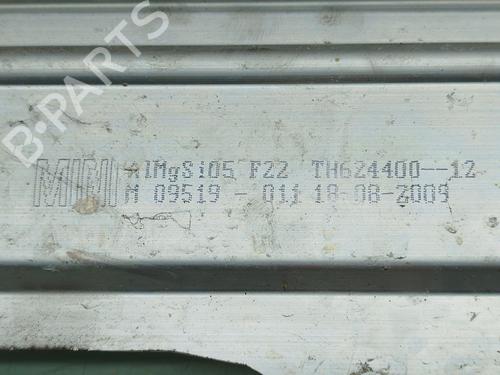 B-PARTS
MINI AlMgSi05 F22 TH624400--12
M 09519 - 011 18-08-2009